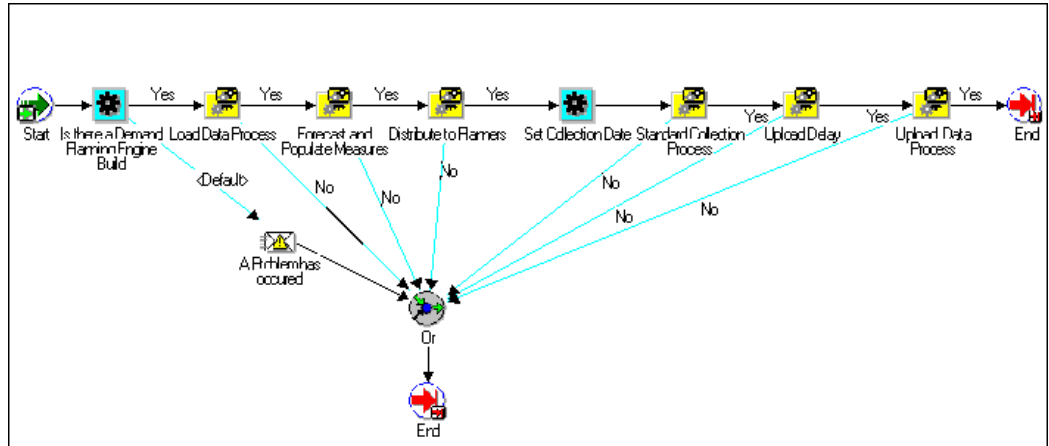 Yes
Yes
Yes
Yes
Yes
Start
Is there a Demand
Planning Engine
Build
Load Data Process
Forecast and
Populate Measures
Distribute to Planners
Set Collection Date
Standard Collection
Process
Upload Delay
Upload Data
Process
End
Yes
Yes
<Default>
No
No
No
No
No
No
A Problem has
occured
Or
End